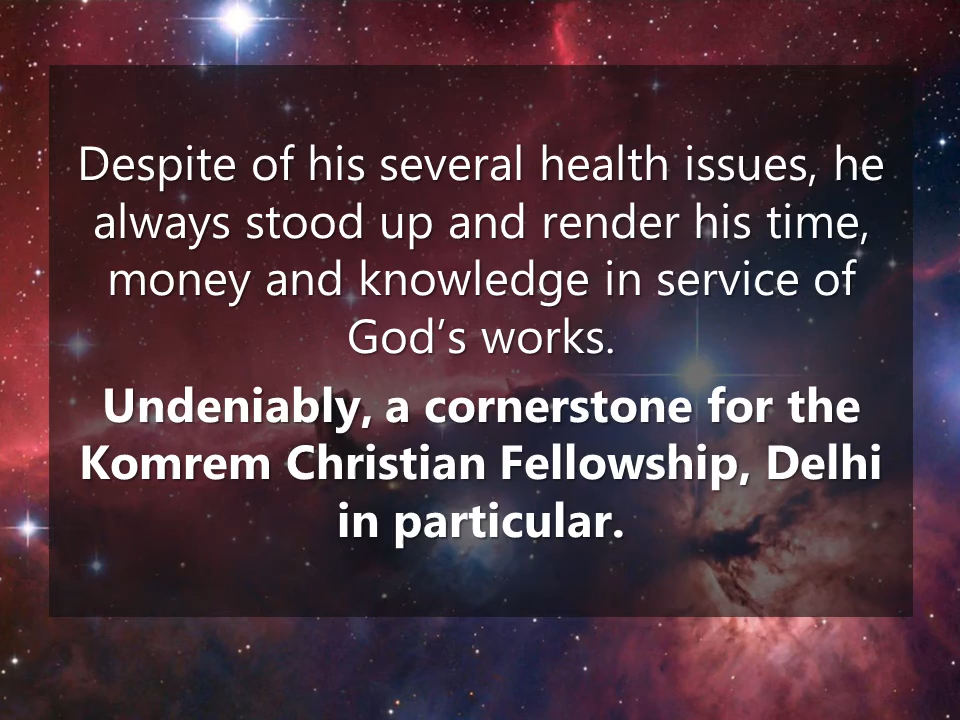 Despite of his several health issues, he
always stood up and render his time,
money and knowledge in service of
God’s works.
Undeniably, a cornerstone for the
Komrem Christian Fellowship, Delhi
in particular.